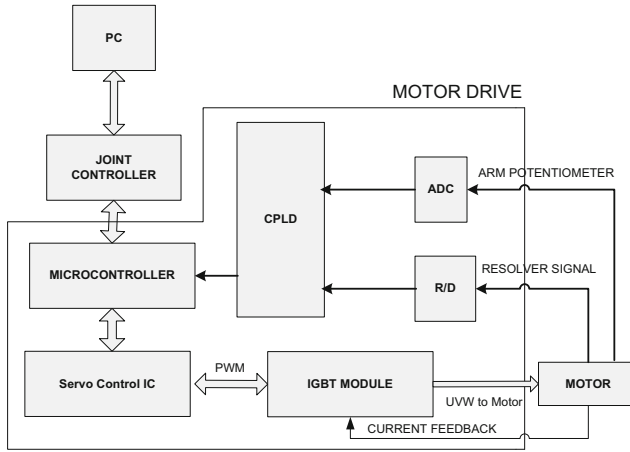 PC
MOTOR DRIVE
JOINT
CONTROLLER
ADC
ARM POTENTIOMETER
CPLD
MICROCONTROLLER
R/D
RESOLVER SIGNAL
Servo Control IC
PWM
IGBT MODULE
UVW to Motor
MOTOR
CURRENT FEEDBACK